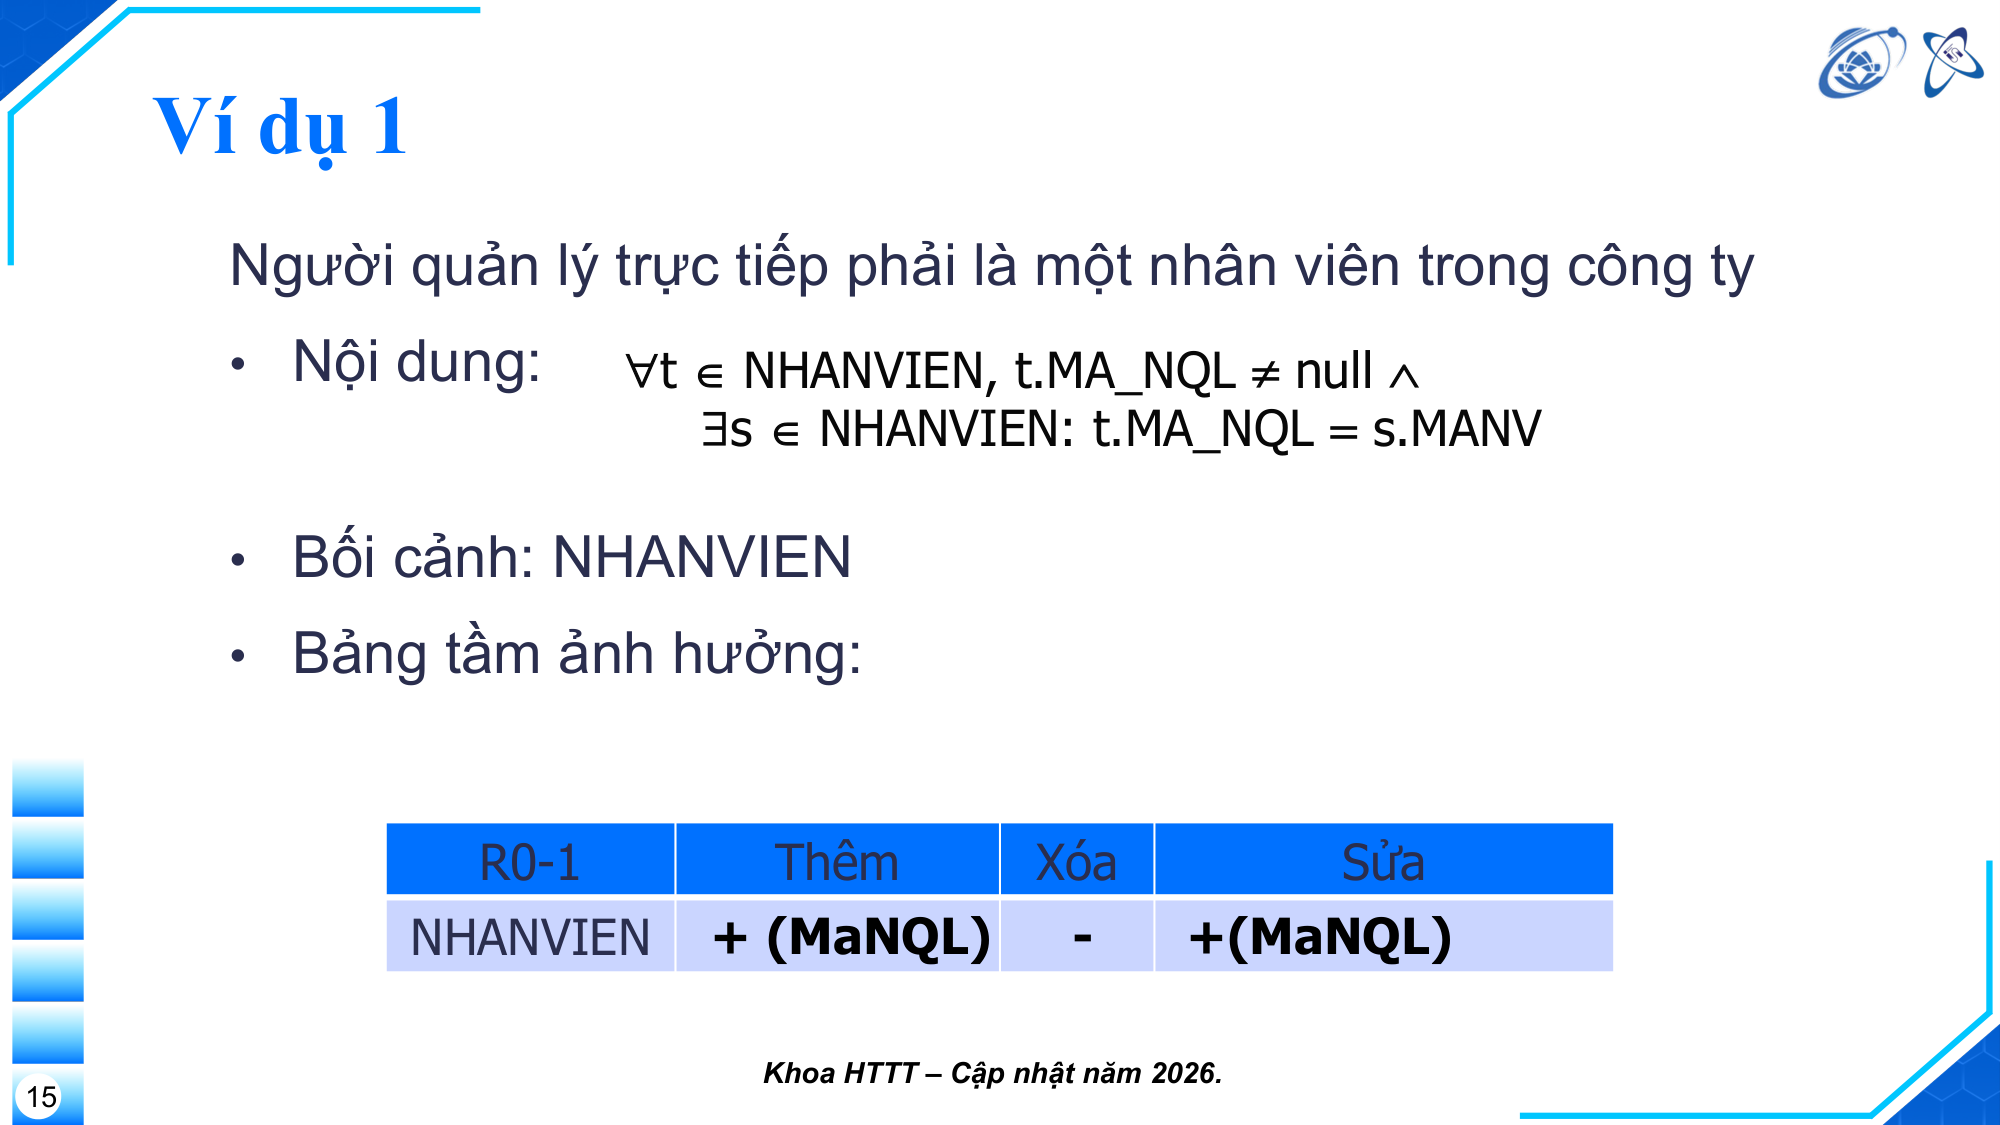 Ví dụ 1
Người quản lý trực tiếp phải là một nhân viên trong công ty
• Nội dung:
∀t ∈ NHANVIEN, t.MA_NQL ≠ null ∧
∃s ∈ NHANVIEN: t.MA_NQL = s.MANV
• Bối cảnh: NHANVIEN
• Bảng tầm ảnh hưởng:
R0-1 Thêm Xóa Sửa
NHANVIEN + (MaNQL) - +(MaNQL)
Khoa HTTT – Cập nhật năm 2026.
15